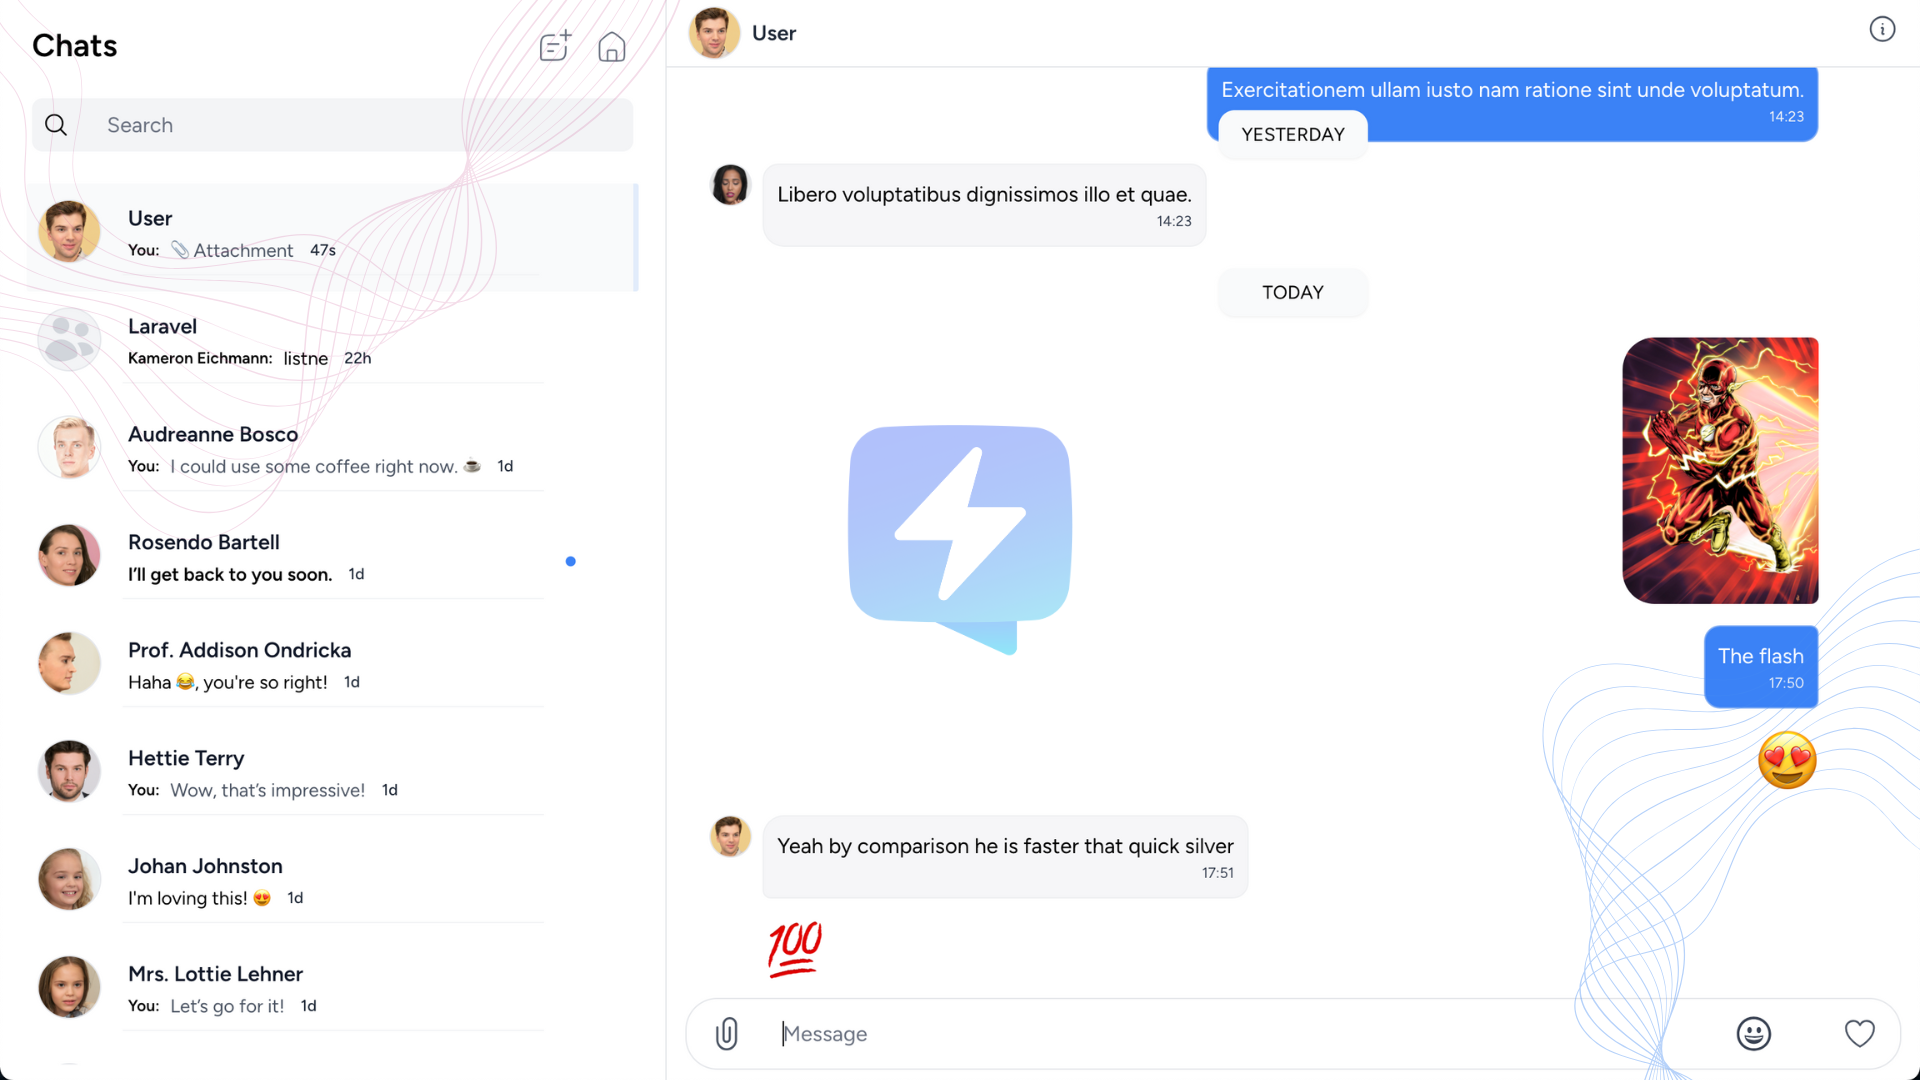 Chats
Search
User
You: 📎 Attachment 47s
Laravel
Kameron Eichmann: listne 22h
Audreanne Bosco
You: I could use some coffee right now. ☕ 1d
Rosendo Bartell
I’ll get back to you soon. 1d
Prof. Addison Ondricka
Haha 😂, you're so right! 1d
Hettie Terry
You: Wow, that’s impressive! 1d
Johan Johnston
I'm loving this! 😍 1d
Mrs. Lottie Lehner
You: Let’s go for it! 1d
User
Exercitationem ullam iusto nam ratione sint unde voluptatum.
14:23
YESTERDAY
Libero voluptatibus dignissimos illo et quae.
14:23
TODAY
The flash
17:50
😍
Yeah by comparison he is faster that quick silver
17:51
💯
Message